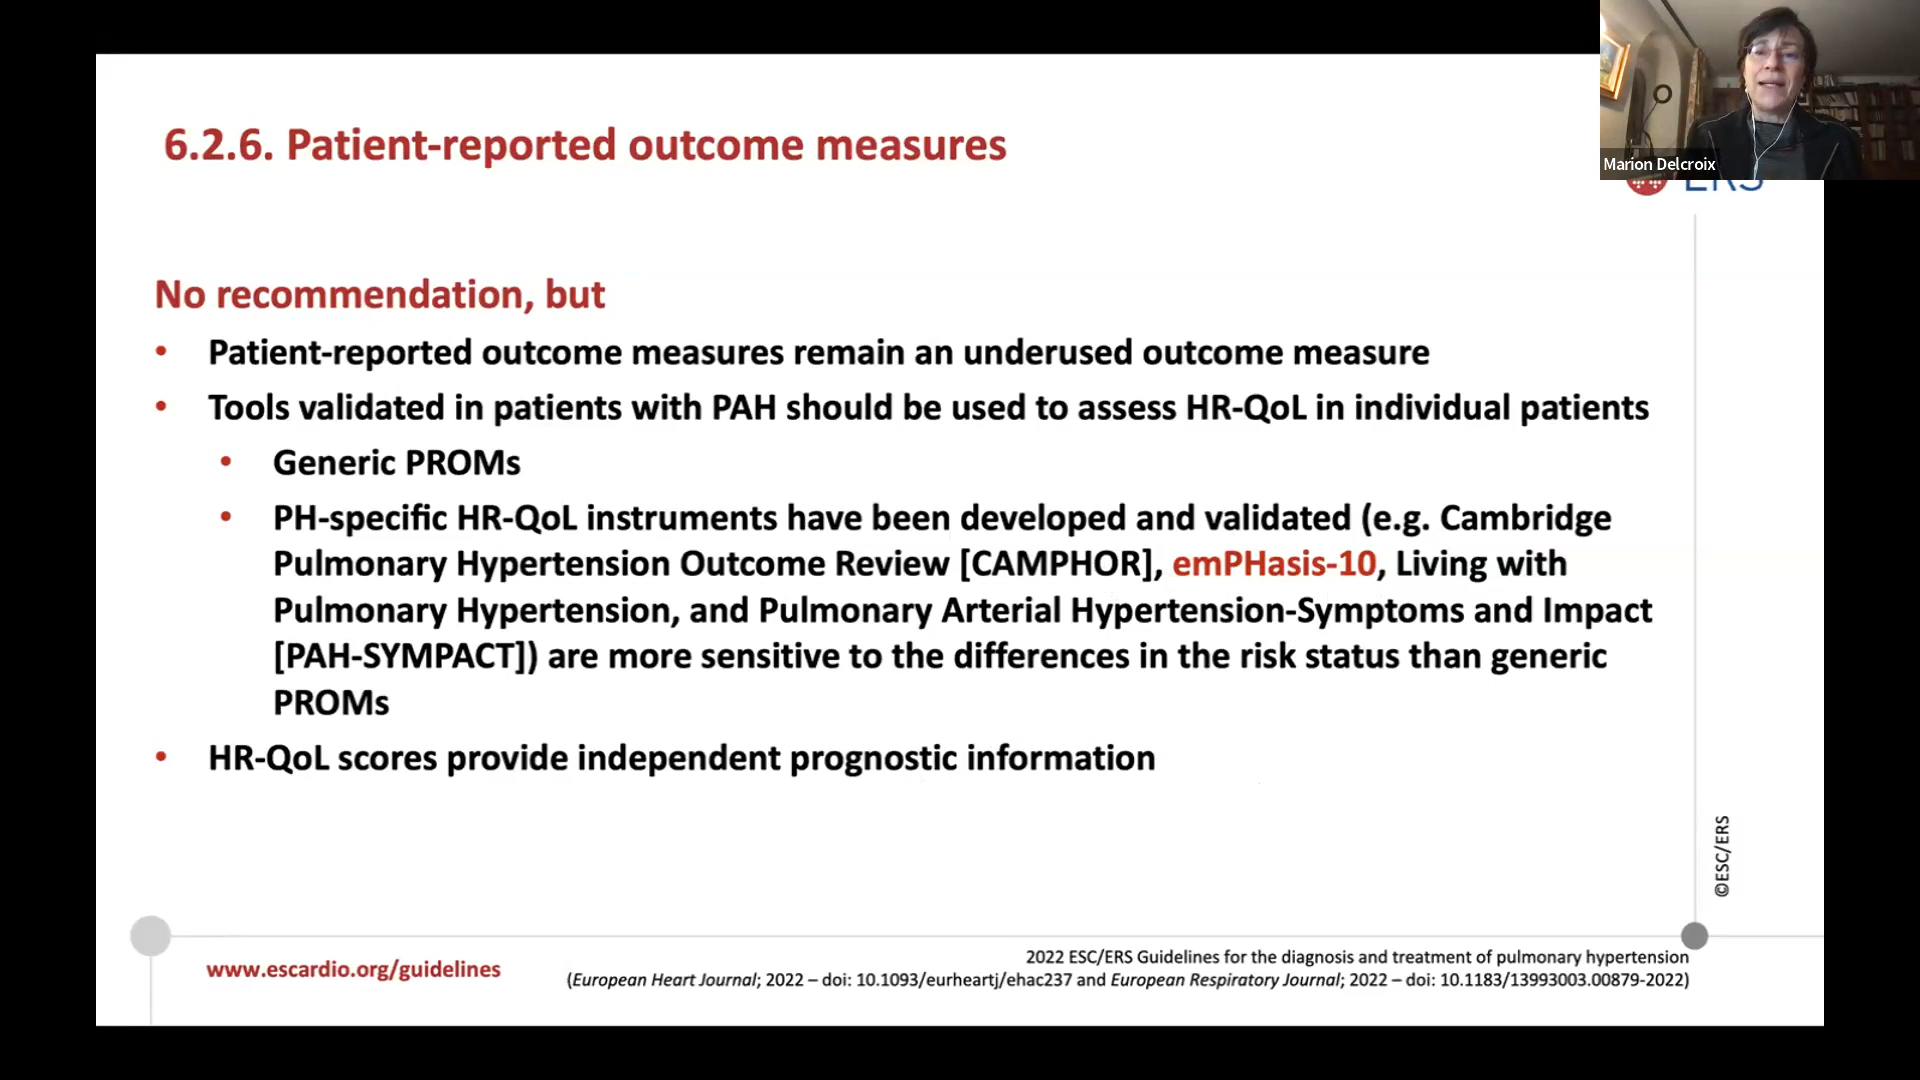 Marion Delcroix
ERS
6.2.6. Patient-reported outcome measures
No recommendation, but
• Patient-reported outcome measures remain an underused outcome measure
• Tools validated in patients with PAH should be used to assess HR-QoL in individual patients
• Generic PROMs
• PH-specific HR-QoL instruments have been developed and validated (e.g. Cambridge
Pulmonary Hypertension Outcome Review [CAMPHOR], emPHasis-10, Living with
Pulmonary Hypertension, and Pulmonary Arterial Hypertension-Symptoms and Impact
[PAH-SYMPACT]) are more sensitive to the differences in the risk status than generic
PROMs
• HR-QoL scores provide independent prognostic information
©ESC/ERS
www.escardio.org/guidelines
2022 ESC/ERS Guidelines for the diagnosis and treatment of pulmonary hypertension
(European Heart Journal; 2022 – doi: 10.1093/eurheartj/ehac237 and European Respiratory Journal; 2022 – doi: 10.1183/13993003.00879-2022)